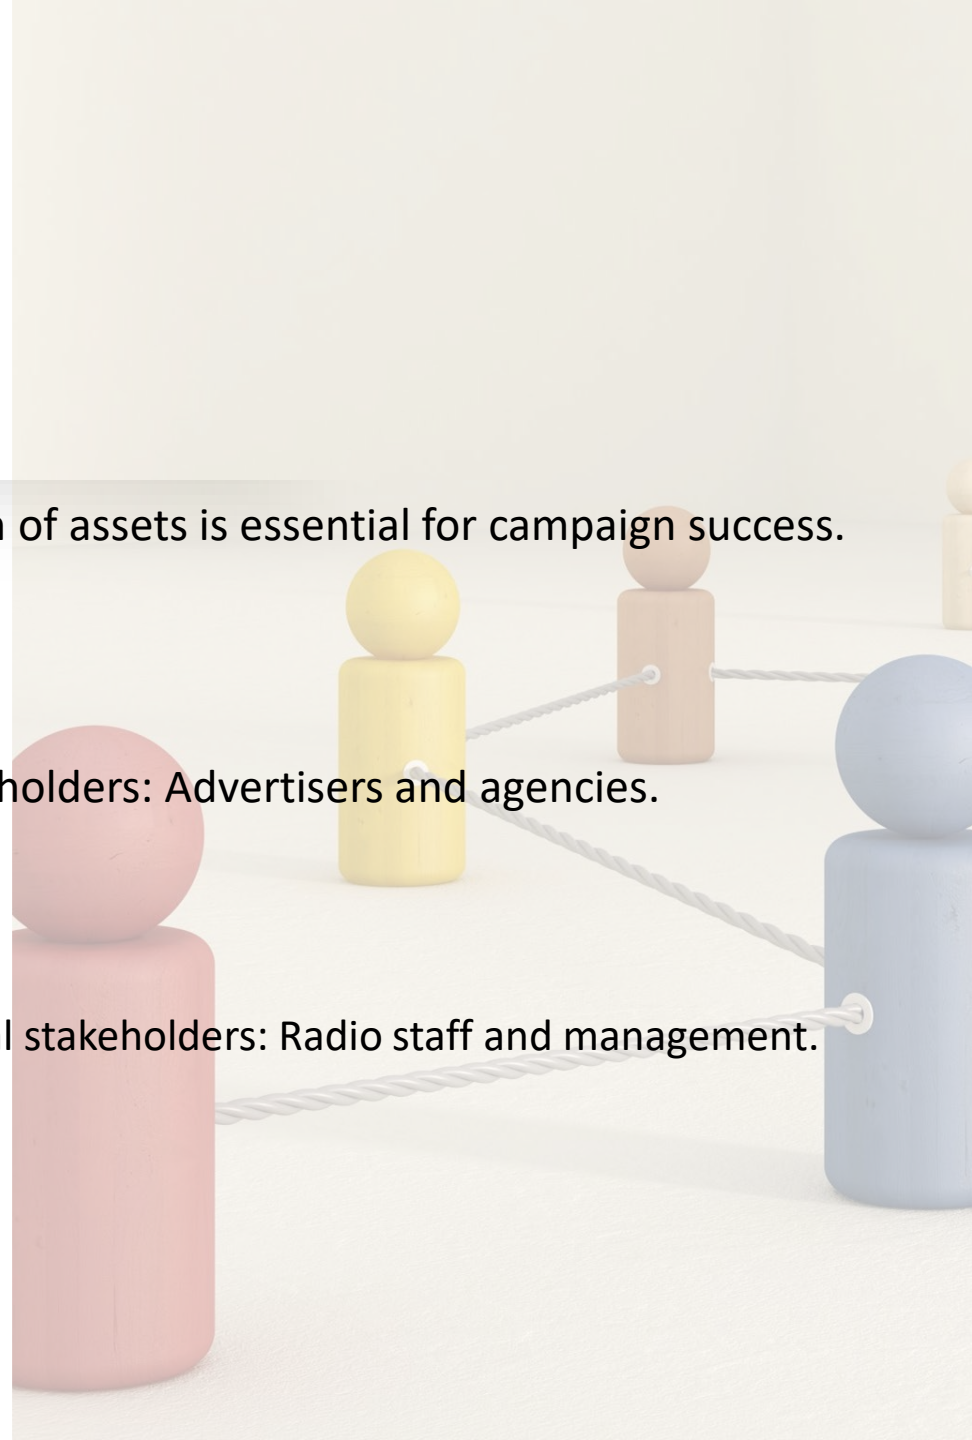 of assets is essential for campaign success.
holders: Advertisers and agencies.
stakeholders: Radio staff and management.